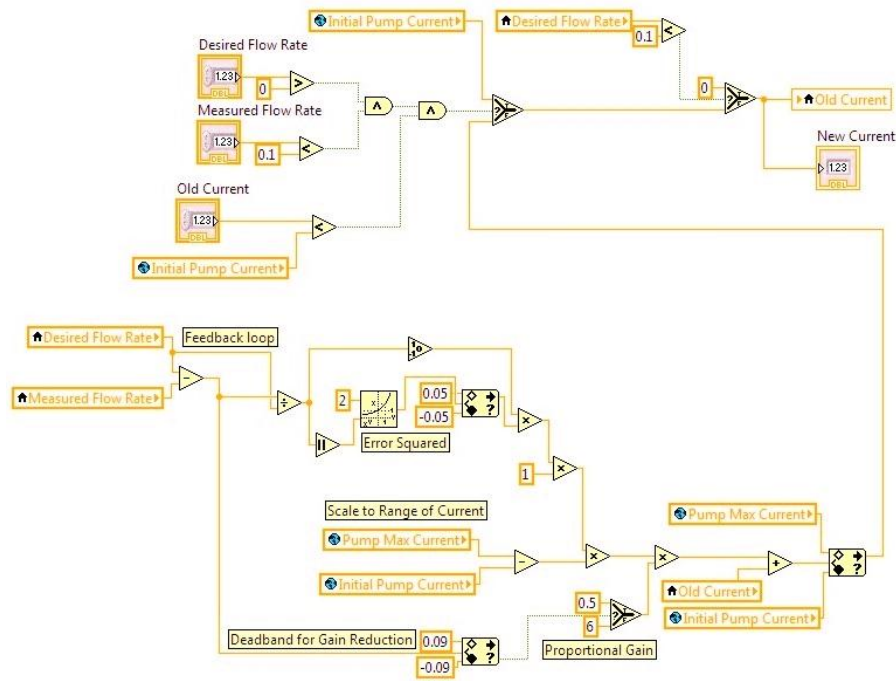 Initial Pump Current
Desired Flow Rate
0.1
<
Desired Flow Rate
1.23
DBL
0
>
Measured Flow Rate
1.23
DBL
0.1
<
Old Current
1.23
DBL
<
Initial Pump Current
0
Old Current
New Current
1.23
DBL
Desired Flow Rate
Feedback loop
Measured Flow Rate
2
0.05
-0.05
Error Squared
1
Scale to Range of Current
Pump Max Current
Initial Pump Current
Pump Max Current
Old Current
Initial Pump Current
0.5
6
Proportional Gain
Deadband for Gain Reduction
0.09
-0.09